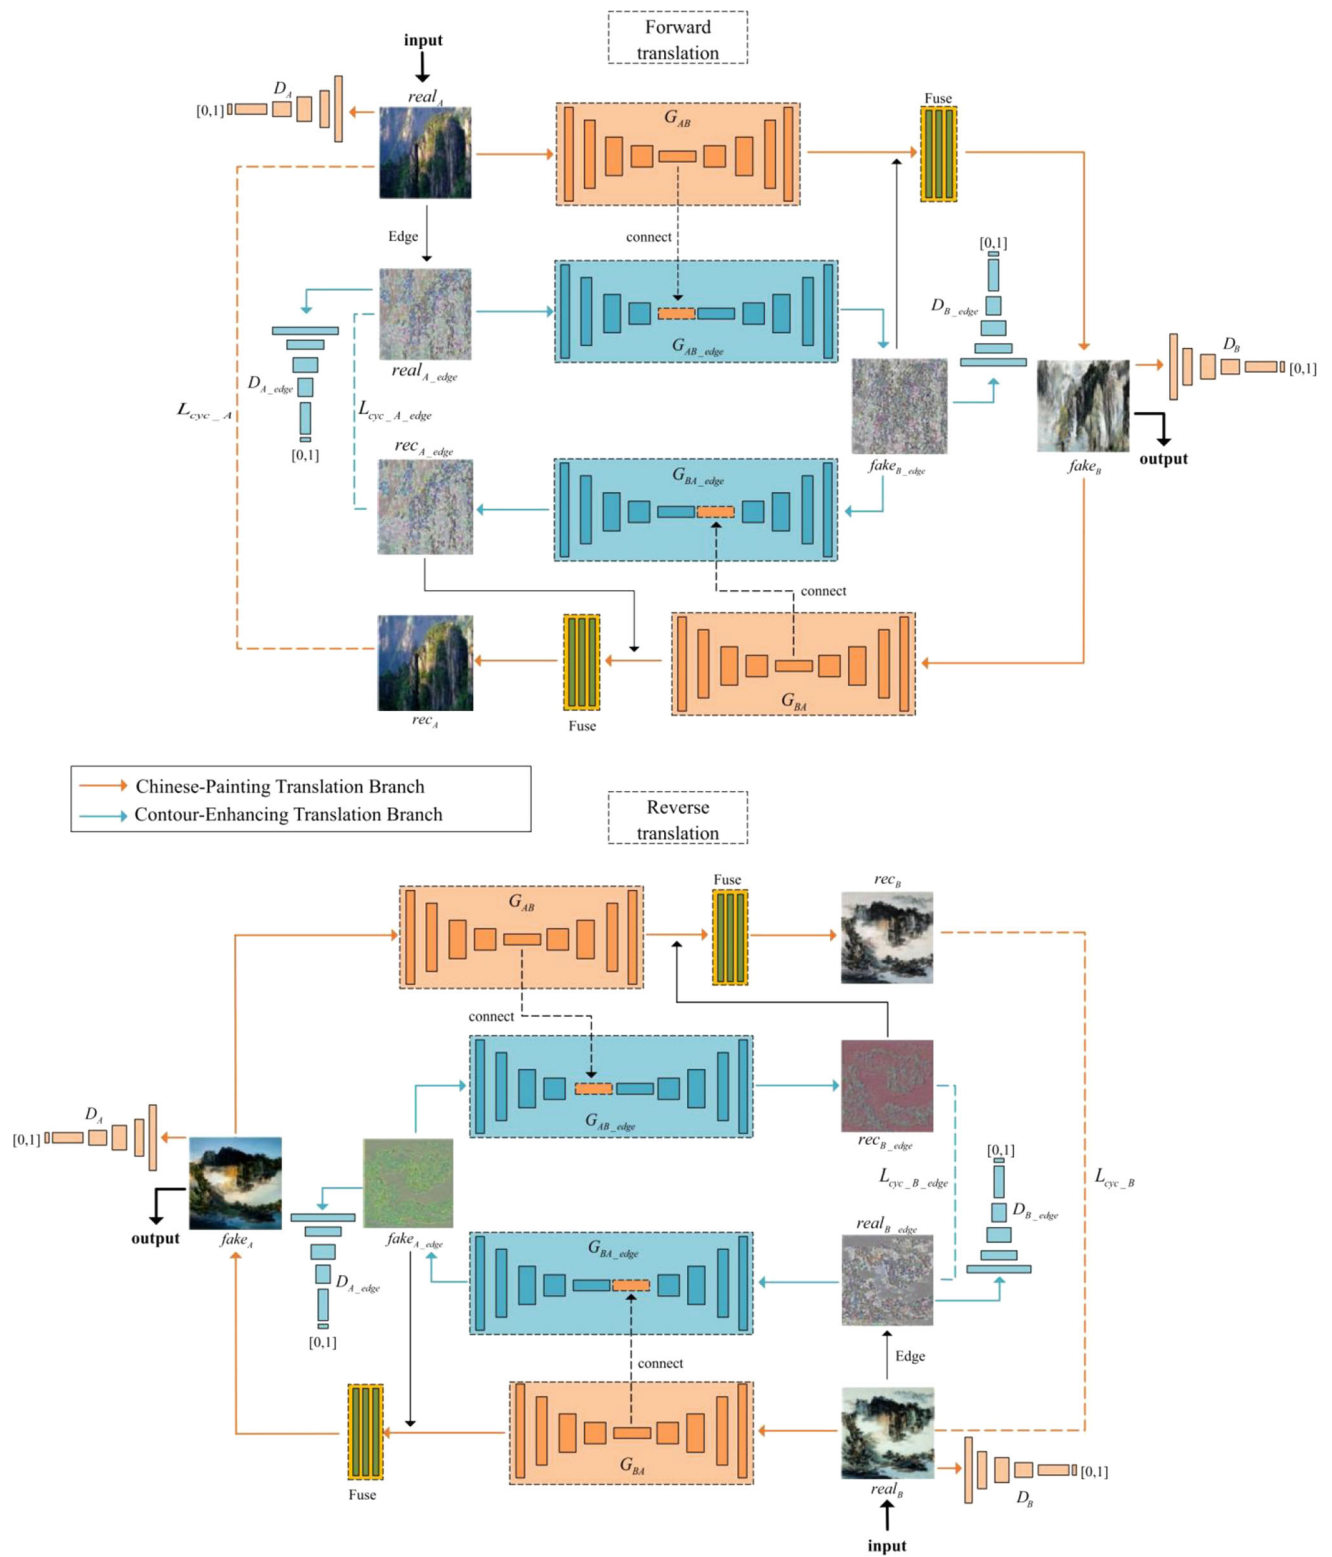 Forward
translation
input
real_A
D_A
[0,1]
G_AB
Fuse
Edge
connect
[0,1]
D_B_edge
G_AB_edge
real_A_edge
D_B
[0,1]
D_A_edge
L_cyc_A
L_cyc_A_edge
[0,1]
rec_A_edge
G_BA_edge
fake_B_edge
fake_B
output
connect
G_BA
rec_A
Fuse
Chinese-Painting Translation Branch
Contour-Enhancing Translation Branch
Reverse
translation
G_AB
Fuse
rec_B
connect
D_A
[0,1]
G_AB_edge
rec_B_edge
[0,1]
L_cyc_B_edge
L_cyc_B
D_B_edge
output
fake_A
fake_A_edge
G_BA_edge
real_B_edge
D_A_edge
[0,1]
connect
Edge
G_BA
Fuse
real_B
[0,1]
D_B
input